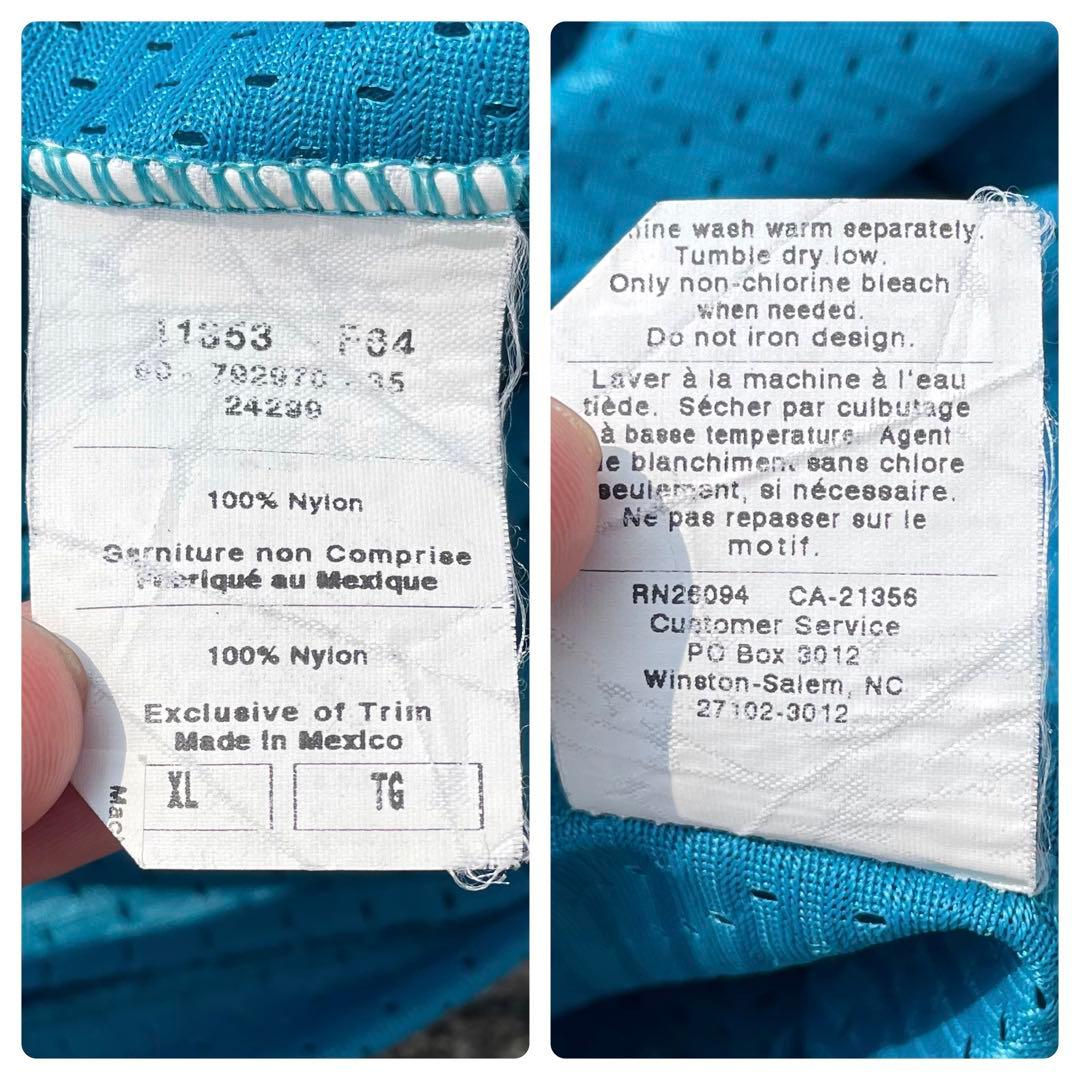 24299
100% Nylon
Garniture non Comprise
Fabriqué au Mexique
100% Nylon
Exclusive of Trim
Made in Mexico
XL TG
wash warm separately.
Tumble dry low.
Only non-chlorine bleach
when needed.
Do not iron design.
Laver à la machine à l'eau
tiède. Sécher par culbutage
à basse temperature. Agent
blanchiment sans chlore
seulement, si nécessaire.
Ne pas repasser sur le
motif.
RN26094 CA-21356
Customer Service
PO Box 3012
Winston-Salem, NC
27102-3012